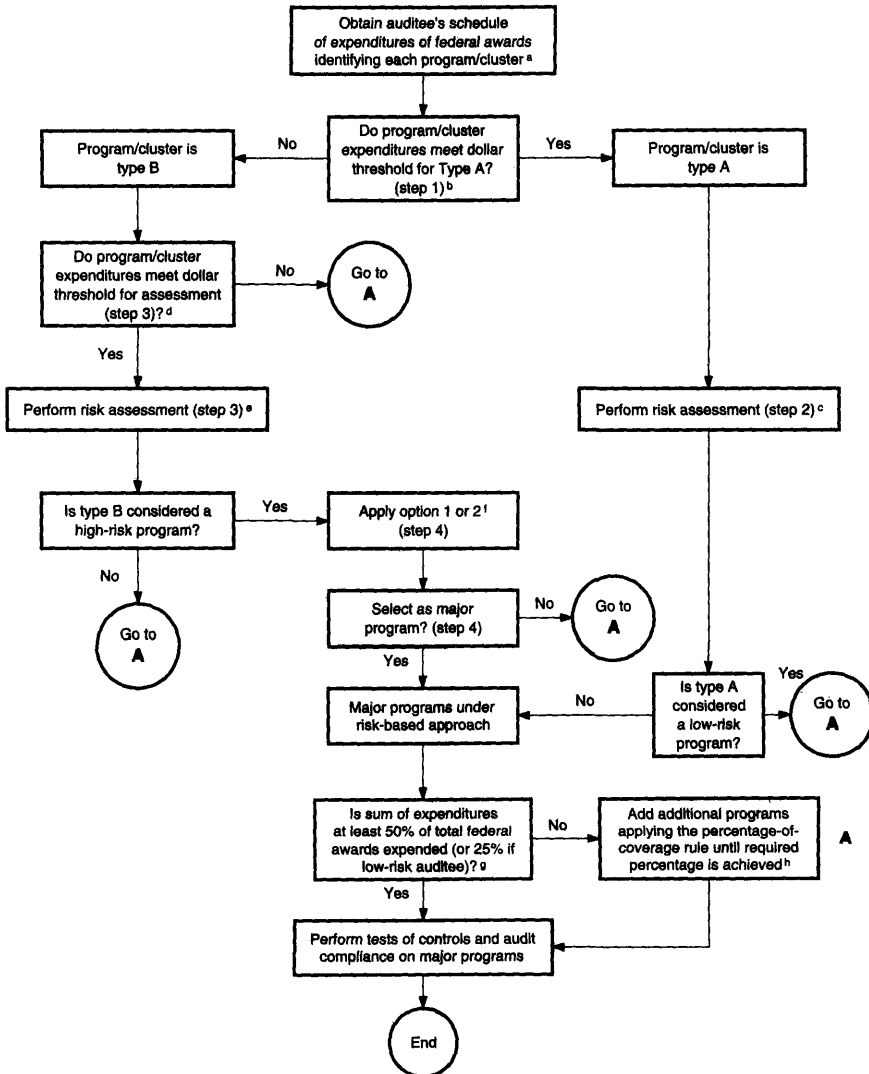 Obtain auditee's schedule
of expenditures of federal awards
identifying each program/cluster a
Do program/cluster
expenditures meet dollar
threshold for Type A?
(step 1) b
No
Yes
Program/cluster is
type B
Program/cluster is
type A
Do program/cluster
expenditures meet dollar
threshold for assessment
(step 3)? d
No
Go to
A
Yes
Perform risk assessment (step 3) e
Perform risk assessment (step 2) c
Is type B considered a
high-risk program?
Yes
Apply option 1 or 2 f
(step 4)
No
Go to
A
Select as major
program? (step 4)
No
Go to
A
Yes
Major programs under
risk-based approach
No
Is type A
considered
a low-risk
program?
Yes
Go to
A
Is sum of expenditures
at least 50% of total federal
awards expended (or 25% if
low-risk auditee)? g
No
Add additional programs
applying the percentage-of-
coverage rule until required
percentage is achieved h
A
Yes
Perform tests of controls and audit
compliance on major programs
End